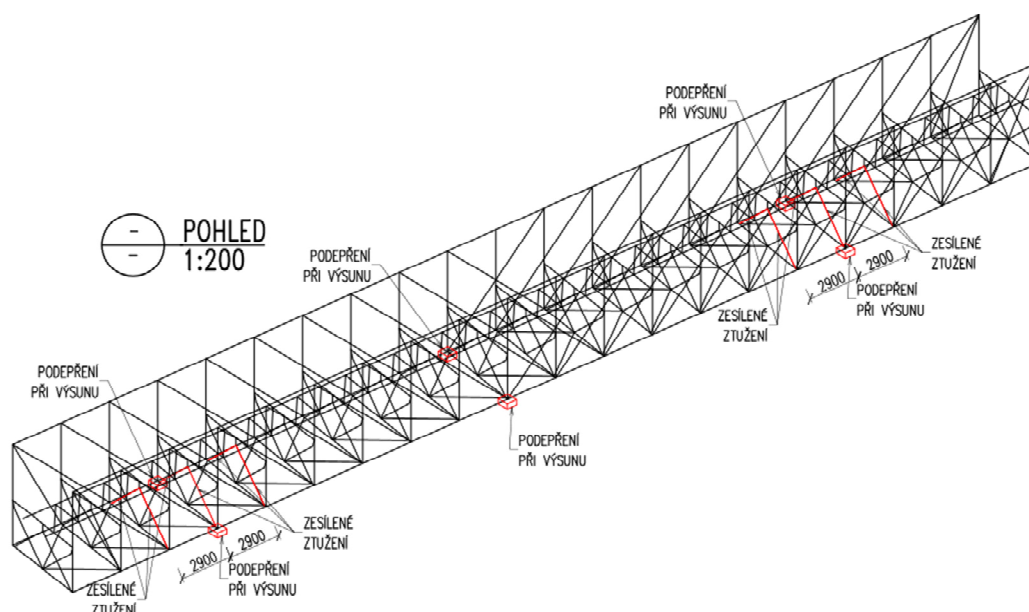 PODEPŘENÍ
PŘI VÝSUNU
-
POHLED
-
1:200
PODEPŘENÍ
PŘI VÝSUNU
ZESÍLENÉ
ZTUŽENÍ
2900
2900
PODEPŘENÍ
PŘI VÝSUNU
ZESÍLENÉ
ZTUŽENÍ
PODEPŘENÍ
PŘI VÝSUNU
PODEPŘENÍ
PŘI VÝSUNU
ZESÍLENÉ
ZTUŽENÍ
2900
2900
PODEPŘENÍ
PŘI VÝSUNU
ZESÍLENÉ
ZTUŽENÍ